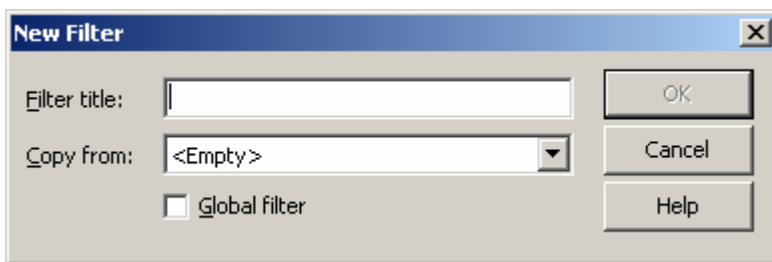 New Filter
Filter title:
OK
Copy from: <Empty>
Cancel
Global filter
Help